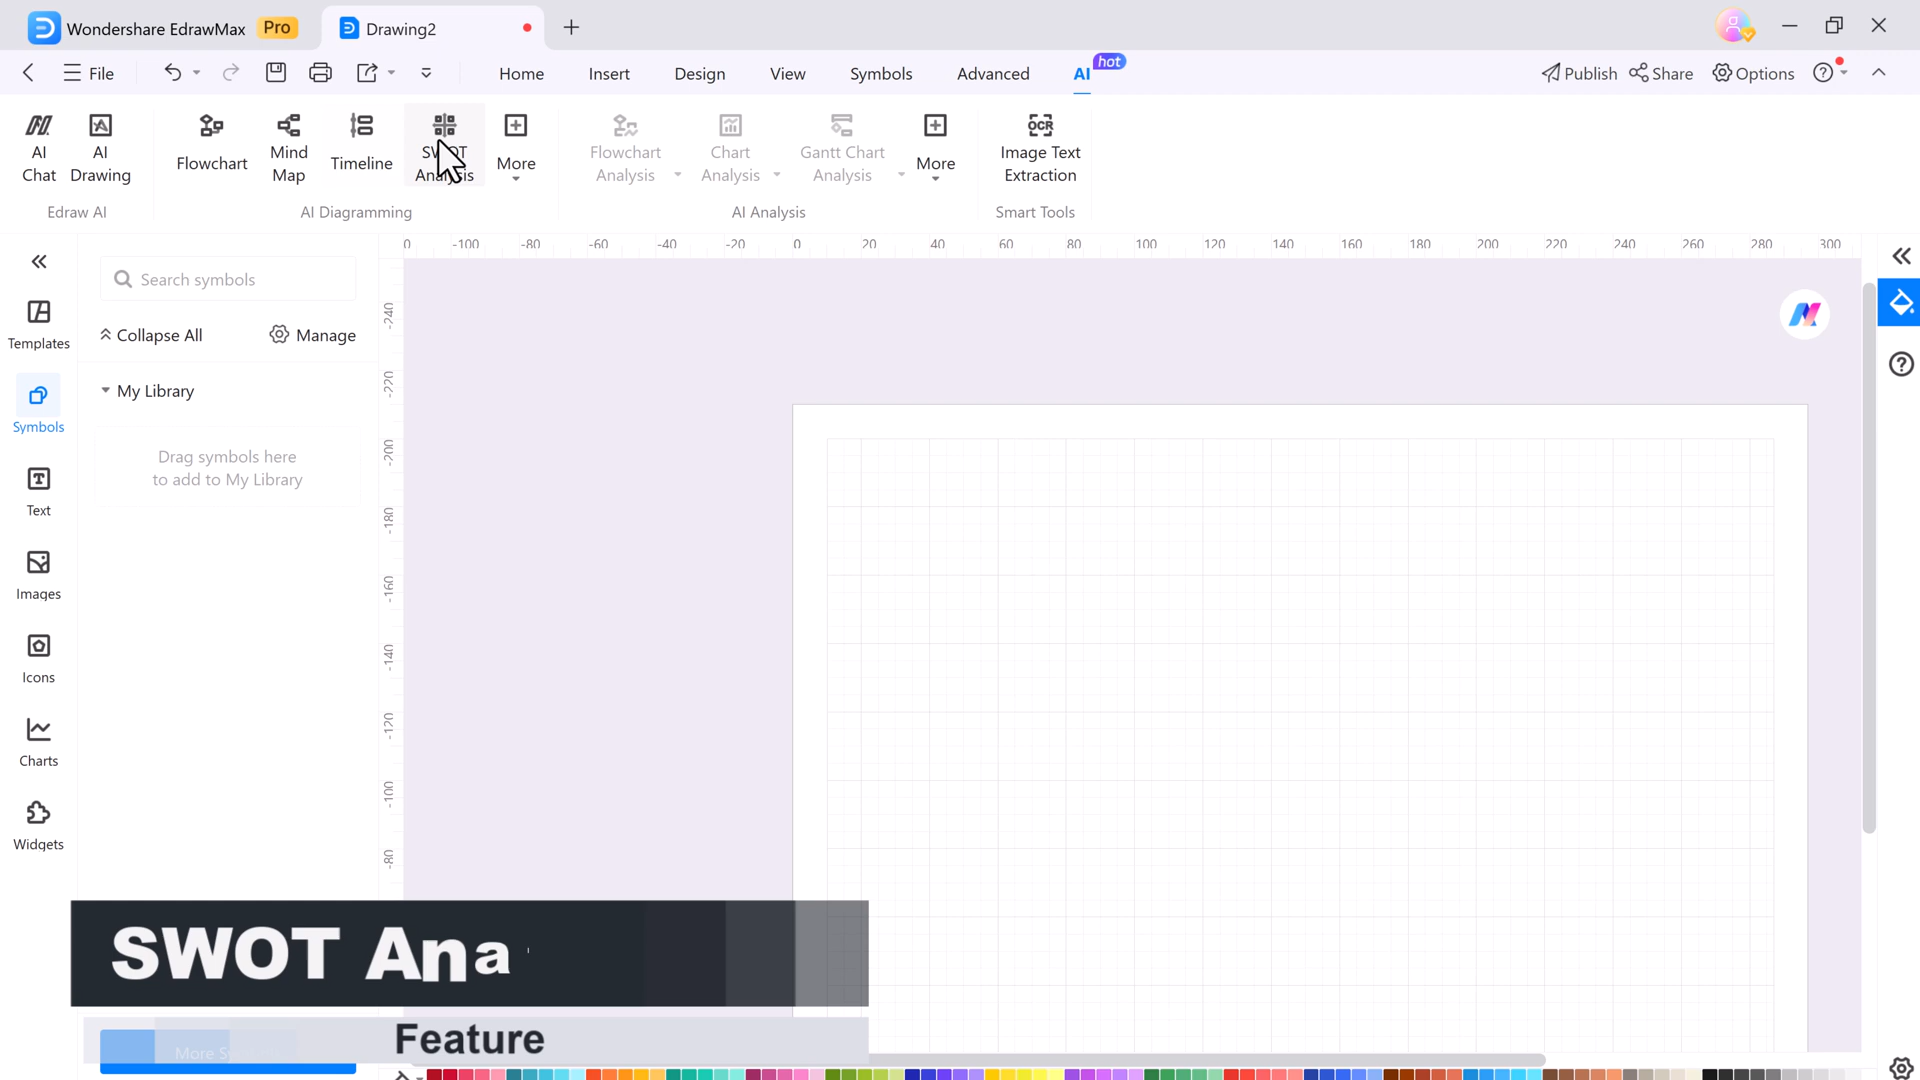 Wondershare EdrawMax Pro Drawing2
File Home Insert Design View Symbols Advanced AI hot Publish Share Options
AI Chat
AI Drawing
Flowchart
Mind Map
Timeline
SWOT Analysis
More
Flowchart Analysis
Chart Analysis
Gantt Chart Analysis
More
OCR
Image Text Extraction
Edraw AI
AI Diagramming
AI Analysis
Smart Tools
0 -100 -80 -60 -40 -20 0 20 40 60 80 100 120 140 160 180 200 220 240 260 280 300
Search symbols
Collapse All Manage
My Library
Drag symbols here
to add to My Library
Templates
Symbols
Text
Images
Icons
Charts
Widgets
-240
-220
-200
-180
-160
-140
-120
-100
-80
SWOT Ana
Feature
More